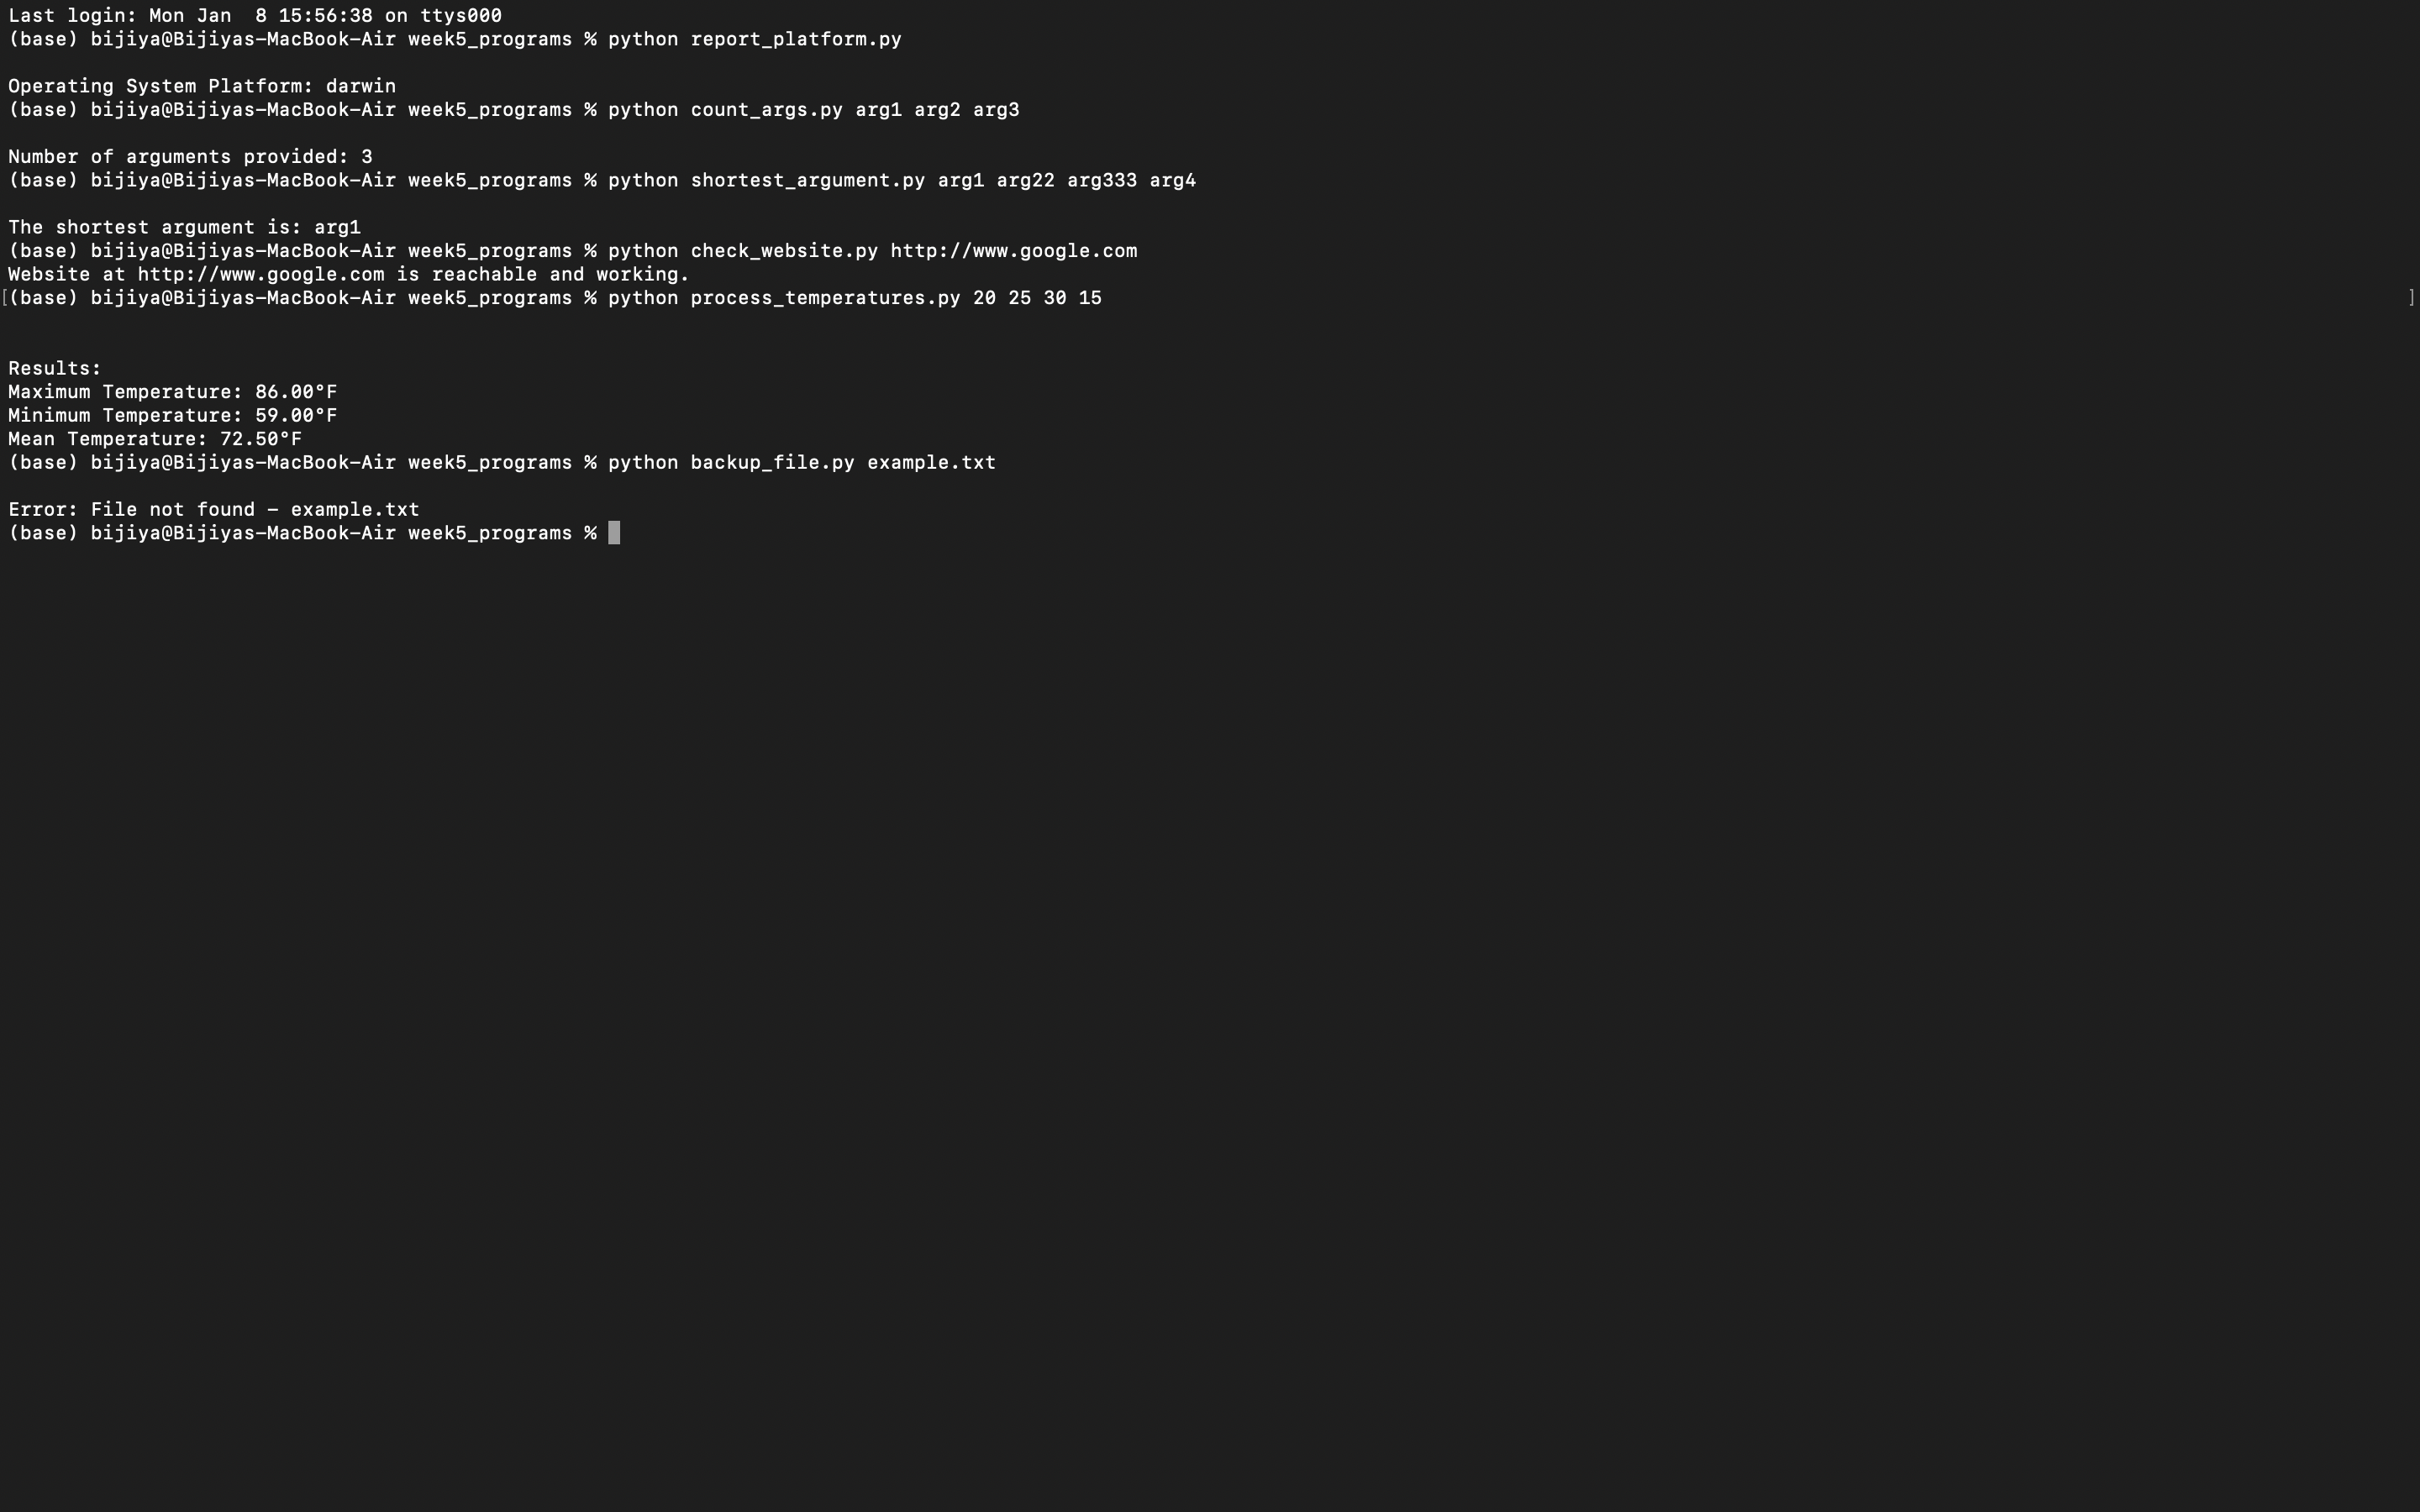 Last login: Mon Jan  8 15:56:38 on ttys000
(base) bijiya@Bijiyas-MacBook-Air week5_programs % python report_platform.py
Operating System Platform: darwin
(base) bijiya@Bijiyas-MacBook-Air week5_programs % python count_args.py arg1 arg2 arg3
Number of arguments provided: 3
(base) bijiya@Bijiyas-MacBook-Air week5_programs % python shortest_argument.py arg1 arg22 arg333 arg4
The shortest argument is: arg1
(base) bijiya@Bijiyas-MacBook-Air week5_programs % python check_website.py http://www.google.com
Website at http://www.google.com is reachable and working.
[(base) bijiya@Bijiyas-MacBook-Air week5_programs % python process_temperatures.py 20 25 30 15 ]
Results:
Maximum Temperature: 86.00°F
Minimum Temperature: 59.00°F
Mean Temperature: 72.50°F
(base) bijiya@Bijiyas-MacBook-Air week5_programs % python backup_file.py example.txt
Error: File not found - example.txt
(base) bijiya@Bijiyas-MacBook-Air week5_programs %